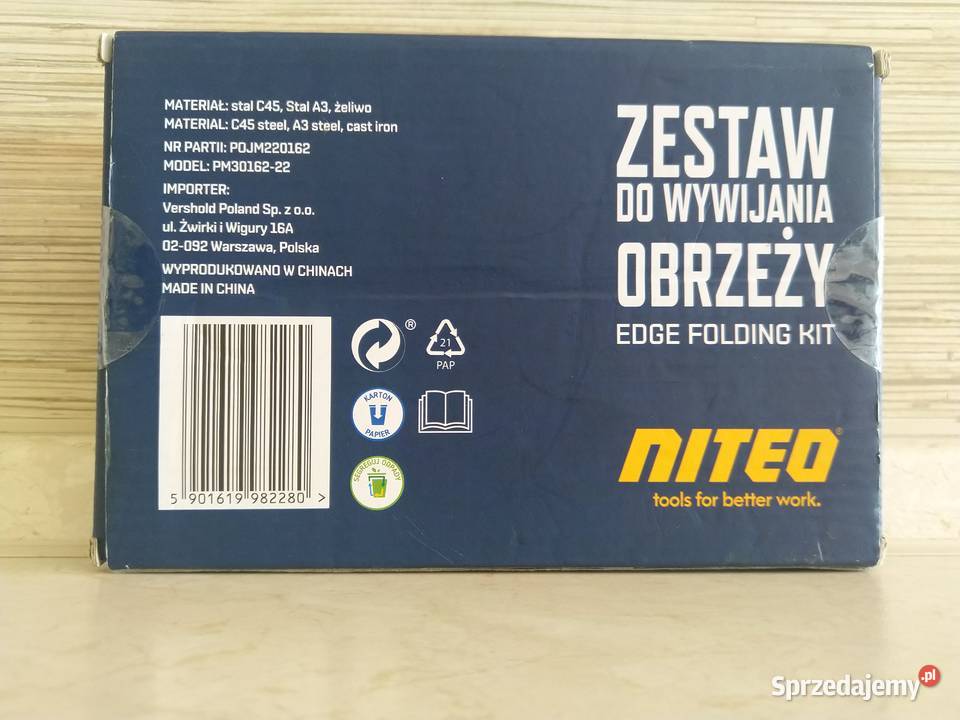 MATERIAŁ: stal C45, Stal A3, żeliwo
MATERIAL: C45 steel, A3 steel, cast iron
NR PARTII: POJM220162
MODEL: PM30162-22
IMPORTER:
Vershold Poland Sp. z o.o.
ul. Żwirki i Wigury 16A
02-092 Warszawa, Polska
WYPRODUKOWANO W CHINACH
MADE IN CHINA
5 901619 982280 >
®
21
PAP
KARTON
PAPIER
SEGREGUJ ODPADY
ZESTAW
DO WYWIJANIA
OBRZEŻY
EDGE FOLDING KIT
NITEO®
tools for better work.
Sprzedajemy.pl